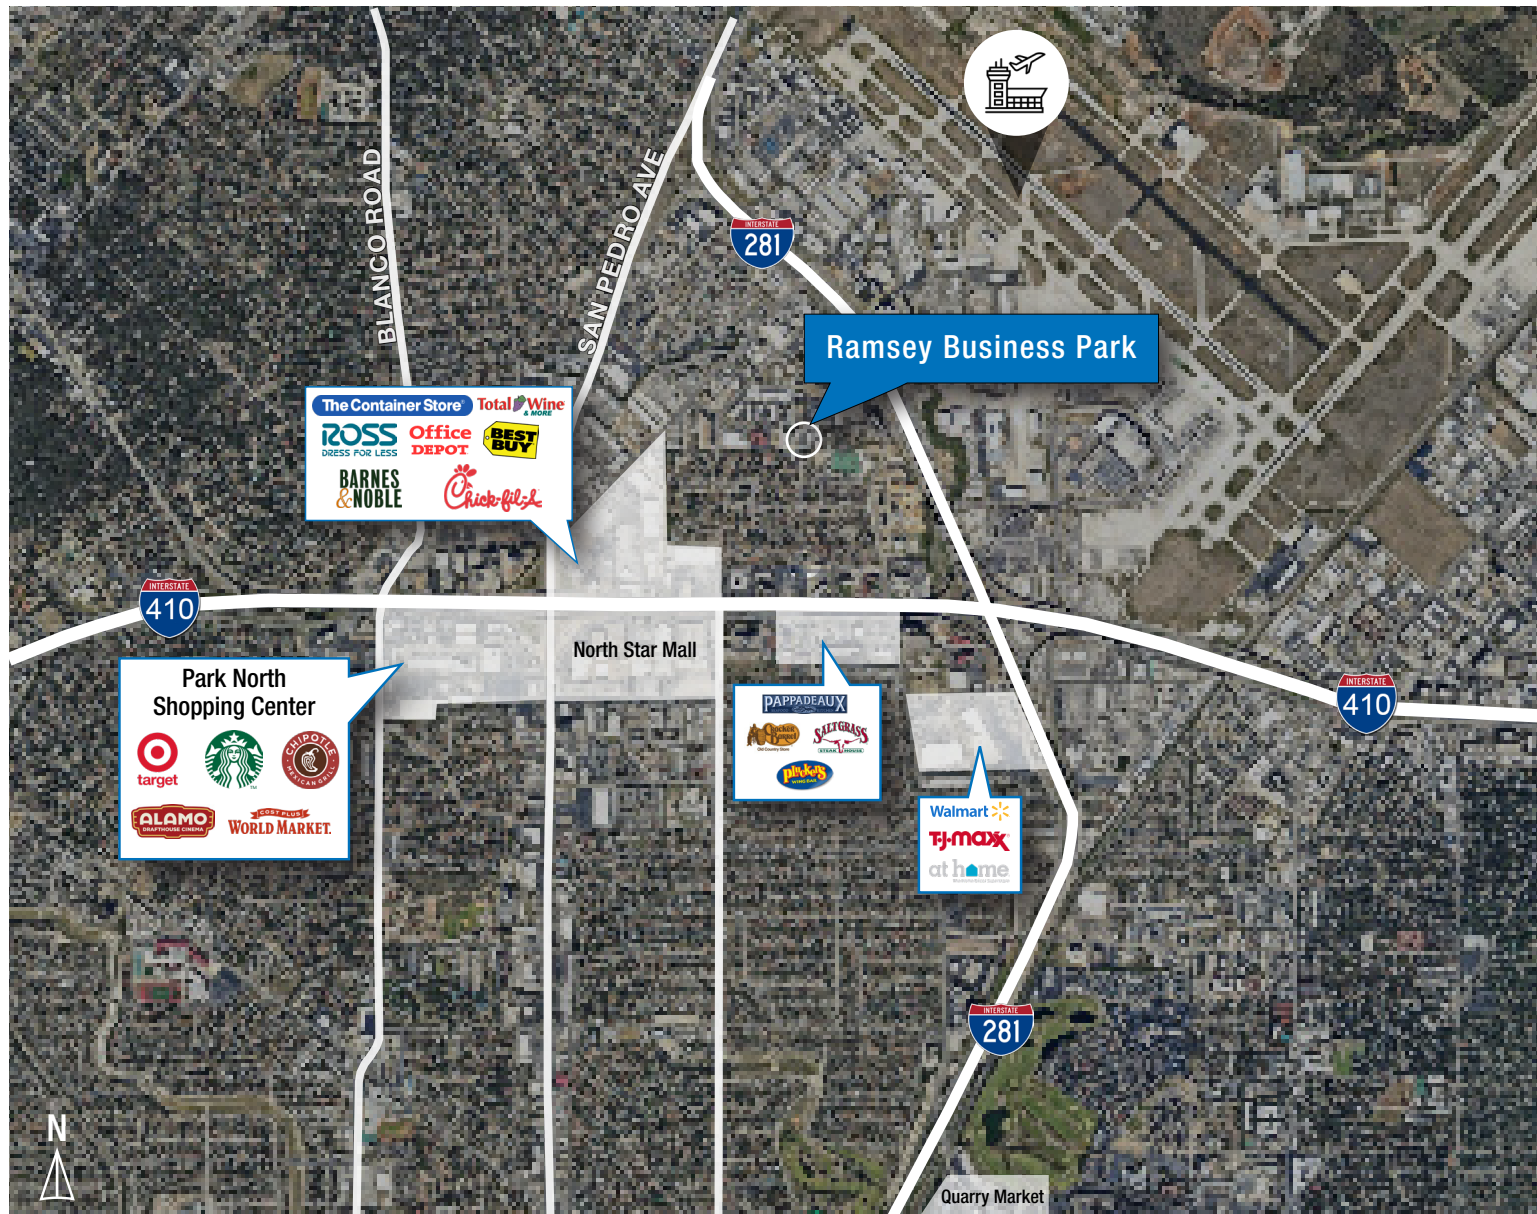 BLANCO ROAD
SAN PEDRO AVE
INTERSTATE
281
Ramsey Business Park
The Container Store®
Total Wine
& MORE
ROSS
DRESS FOR LESS
Office
DEPOT
BEST
BUY
BARNES
&NOBLE
Chick-fil-A
INTERSTATE
410
North Star Mall
Park North
Shopping Center
target
CHIPOTLE
MEXICAN GRILL
ALAMO
DRAFTHOUSE CINEMA
COST PLUS
WORLD MARKET.
PAPPADEAUX
Cracker
Barrel
Old Country Store
SALTGRASS
STEAK HOUSE
Pluckers
WING BAR
INTERSTATE
410
Walmart
T·J·maxx®
at home
INTERSTATE
281
N
Quarry Market